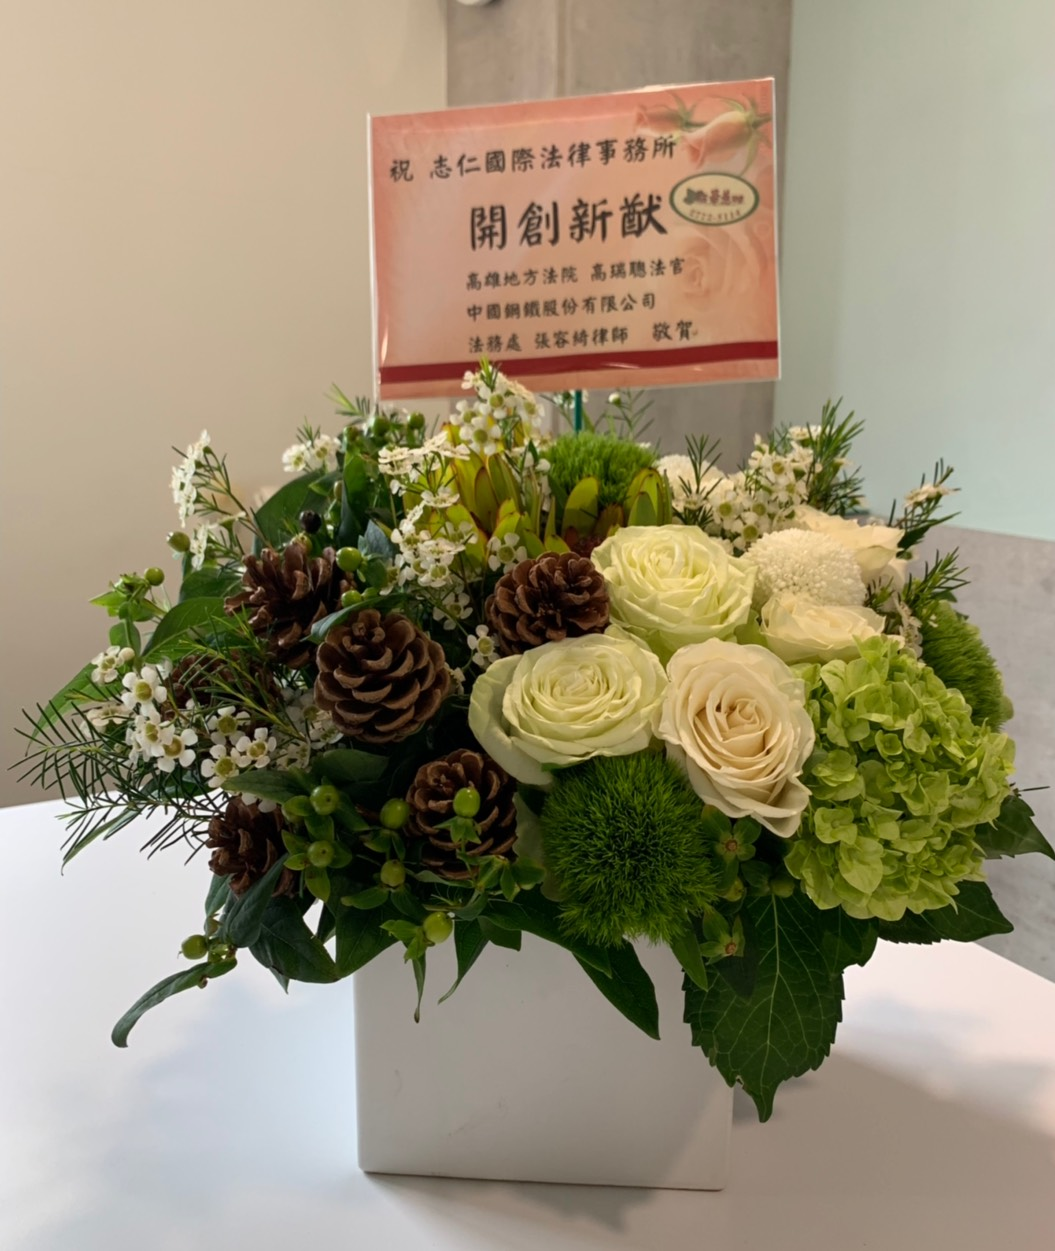 祝 志仁國際法律事務所
開創新猷
高雄地方法院 高瑞聰法官
中國鋼鐵股份有限公司
法務處 張容綺律師 敬賀